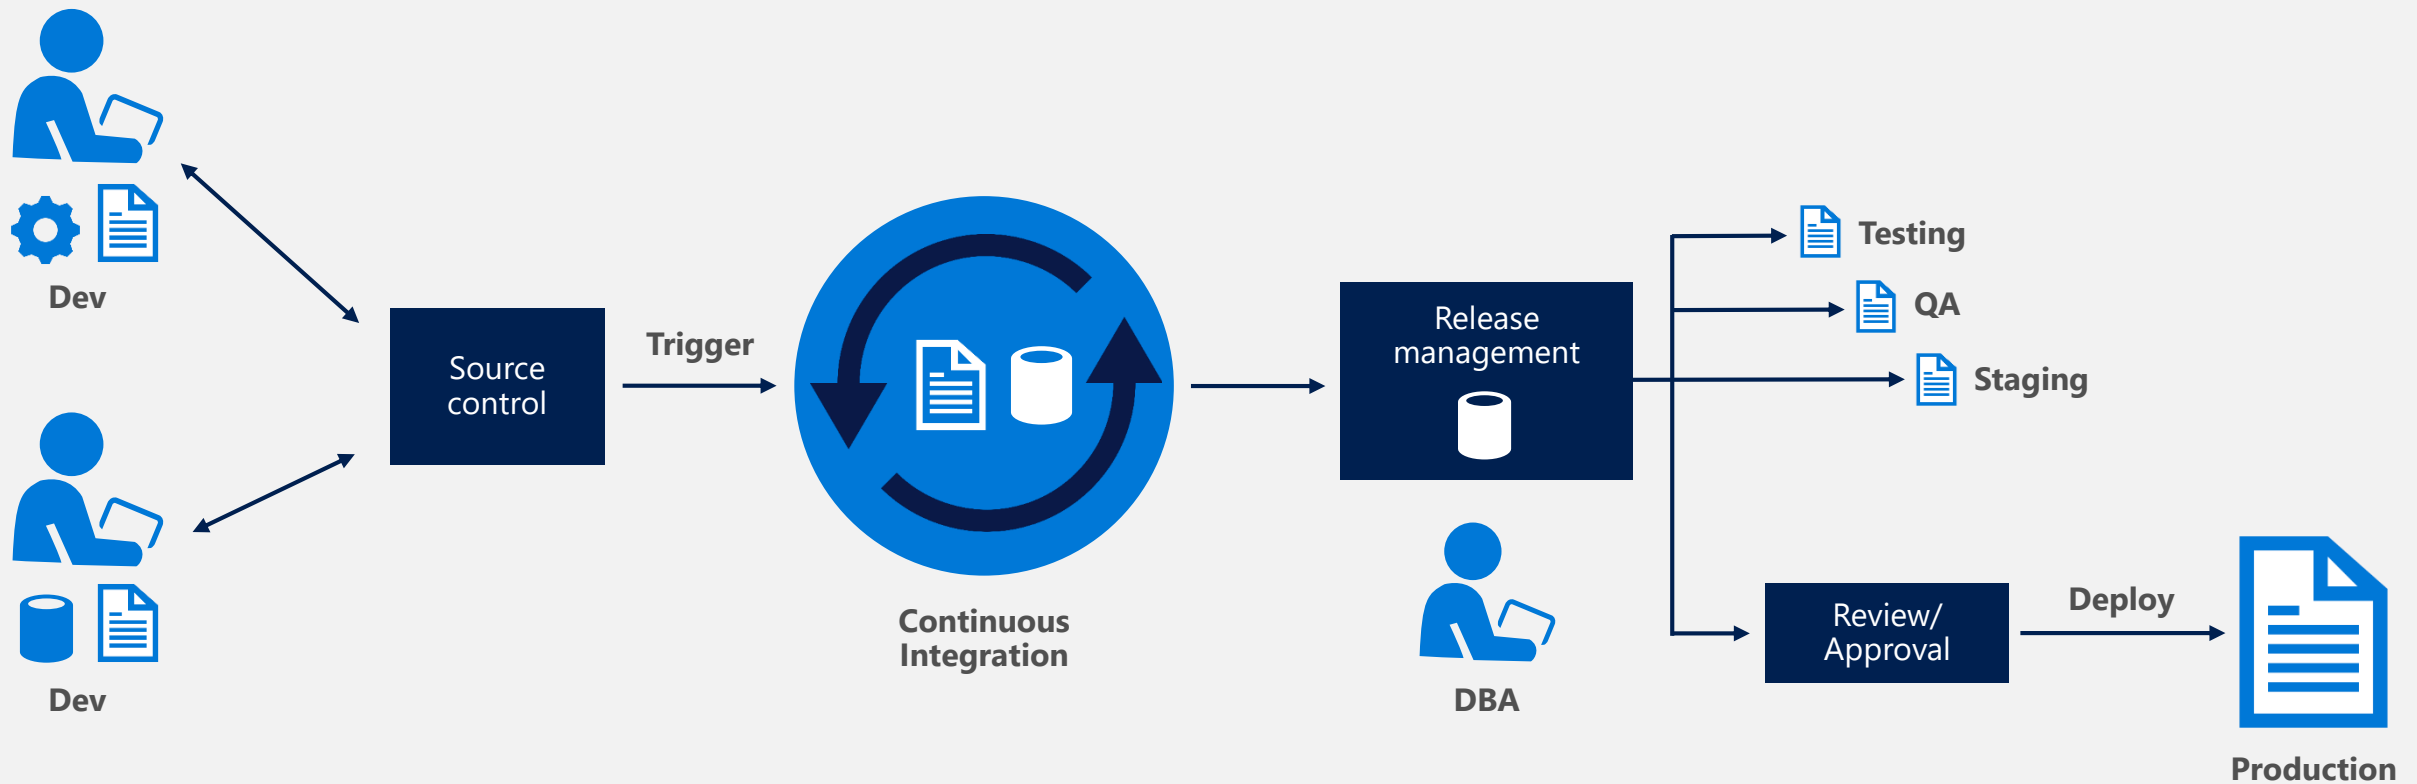 Dev
Dev
Source
control
Trigger
Continuous
Integration
Release
management
DBA
Testing
QA
Staging
Review/
Approval
Deploy
Production